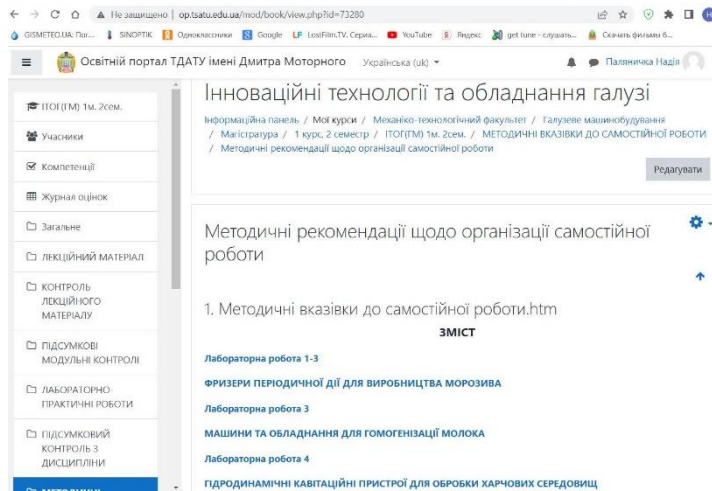 Не защищено | op.tsatu.edu.ua/mod/book/view.php?id=73280
GISMETEO.UA: Пог... SINOPTIK Одноклассники Google LostFilm.TV. Сериа... YouTube Яндекс get tune - слушать... Скачать фильмы б...
Освітній портал ТДАТУ імені Дмитра Моторного Українська (uk) Паляничка Надія
ІТОГ(ГМ) 1м. 2сем.
Учасники
Компетенції
Журнал оцінок
Загальне
ЛЕКЦІЙНИЙ МАТЕРІАЛ
КОНТРОЛЬ
ЛЕКЦІЙНОГО
МАТЕРІАЛУ
ПІДСУМКОВІ
МОДУЛЬНІ КОНТРОЛІ
ЛАБОРАТОРНО-
ПРАКТИЧНІ РОБОТИ
ПІДСУМКОВИЙ
КОНТРОЛЬ З
ДИСЦИПЛІНИ
МЕТОДИЧНІ
Інноваційні технології та обладнання галузі
Інформаційна панель / Мої курси / Механіко-технологічний факультет / Галузеве машинобудування
/ Магістратура / 1 курс, 2 семестр / ІТОГ(ГМ) 1м. 2сем. / МЕТОДИЧНІ ВКАЗІВКИ ДО САМОСТІЙНОЇ РОБОТИ
/ Методичні рекомендації щодо організації самостійної роботи
Редагувати
Методичні рекомендації щодо організації самостійної
роботи
1. Методичні вказівки до самостійної роботи.htm
ЗМІСТ
Лабораторна робота 1-3
ФРИЗЕРИ ПЕРІОДИЧНОЇ ДІЇ ДЛЯ ВИРОБНИЦТВА МОРОЗИВА
Лабораторна робота 3
МАШИНИ ТА ОБЛАДНАННЯ ДЛЯ ГОМОГЕНІЗАЦІЇ МОЛОКА
Лабораторна робота 4
ГІДРОДИНАМІЧНІ КАВІТАЦІЙНІ ПРИСТРОЇ ДЛЯ ОБРОБКИ ХАРЧОВИХ СЕРЕДОВИЩ